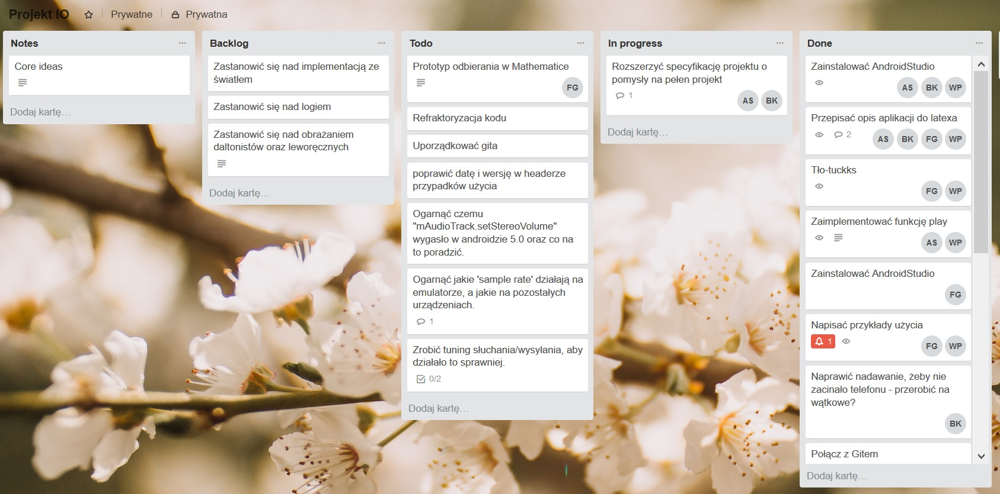 Projekt IO
Prywatne
Prywatna
Notes
Core ideas
Dodaj kartę...
Backlog
Zastanowić się nad implementacją ze
światłem
Zastanowić się nad logiem
Zastanowić się nad obrażaniem
daltonistów oraz leworęcznych
Dodaj kartę...
Todo
Prototyp odbierania w Mathematice
FG
Refraktoryzacja kodu
Uporządkować gita
poprawić datę i wersję w headerze
przypadków użycia
Ogarnąć czemu
"mAudioTrack.setStereoVolume"
wygasło w androidzie 5.0 oraz co na
to poradzić.
Ogarnąć jakie 'sample rate' działają na
emulatorze, a jakie na pozostałych
urządzeniach.
1
Zrobić tuning słuchania/wysyłania, aby
działało to sprawniej.
0/2
Dodaj kartę...
In progress
Rozszerzyć specyfikację projektu o
pomysły na pełen projekt
1
AS BK
Dodaj kartę...
Done
Zainstalować AndroidStudio
AS BK WP
Przepisać opis aplikacji do latexa
2
AS BK FG WP
Tło-tuckks
FG WP
Zaimplementować funkcję play
AS WP
Zainstalować AndroidStudio
FG
Napisać przykłady użycia
1
FG WP
Naprawić nadawanie, żeby nie
zacinało telefonu - przerobić na
wątkowe?
BK
Połącz z Gitem
Dodaj kartę...